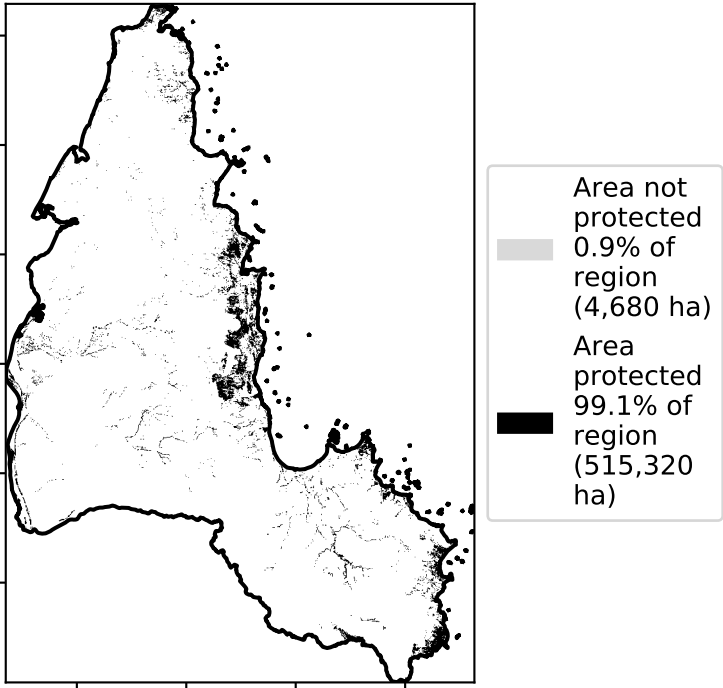 Area not
protected
0.9% of
region
(4,680 ha)
Area
protected
99.1% of
region
(515,320
ha)